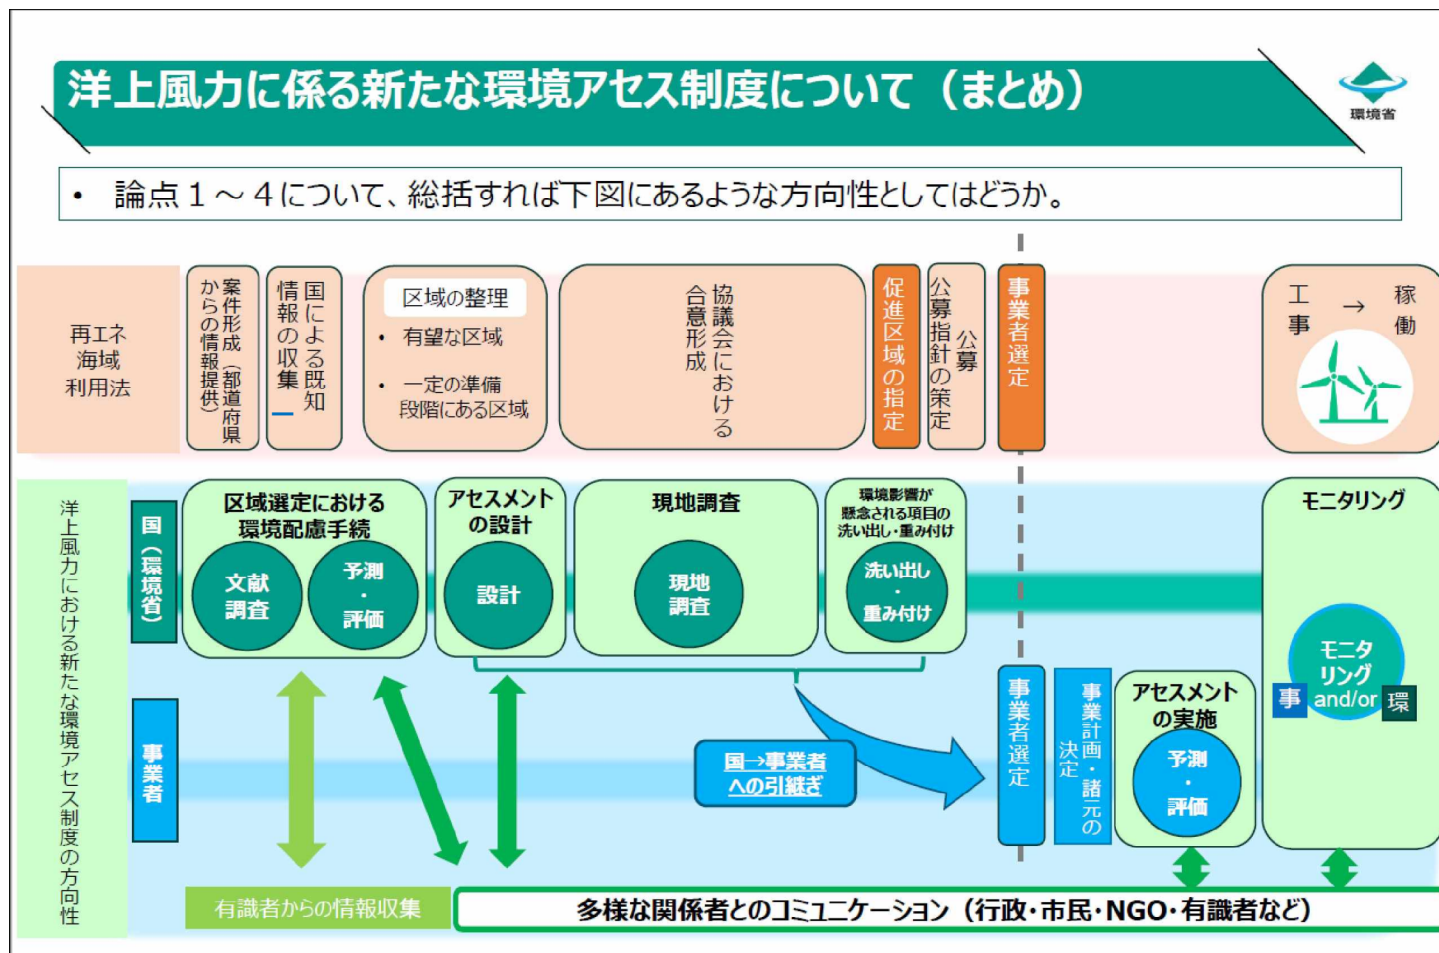 洋上風力に係る新たな環境アセス制度について（まとめ）
環境省
• 論点１～４について、総括すれば下図にあるような方向性としてはどうか。
再エネ
海域
利用法
案件形成（都道府県
からの情報提供）
国による既知
情報の収集
区域の整理
• 有望な区域
• 一定の準備
段階にある区域
協議会における
合意形成
促進区域の指定
公募
公募指針の策定
事業者選定
工事
→
稼働
洋上風力における新たな環境アセス制度の方向性
国（環境省）
区域選定における
環境配慮手続
文献
調査
予測
・
評価
アセスメント
の設計
設計
現地調査
現地
調査
環境影響が
懸念される項目の
洗い出し・重み付け
洗い出し
・
重み付け
モニタリング
モニタ
リング
and/or
事
環
事業者
国→事業者
への引継ぎ
事業者選定
事業計画・諸元の
決定
アセスメント
の実施
予測
・
評価
有識者からの情報収集
多様な関係者とのコミュニケーション（行政・市民・NGO・有識者など）